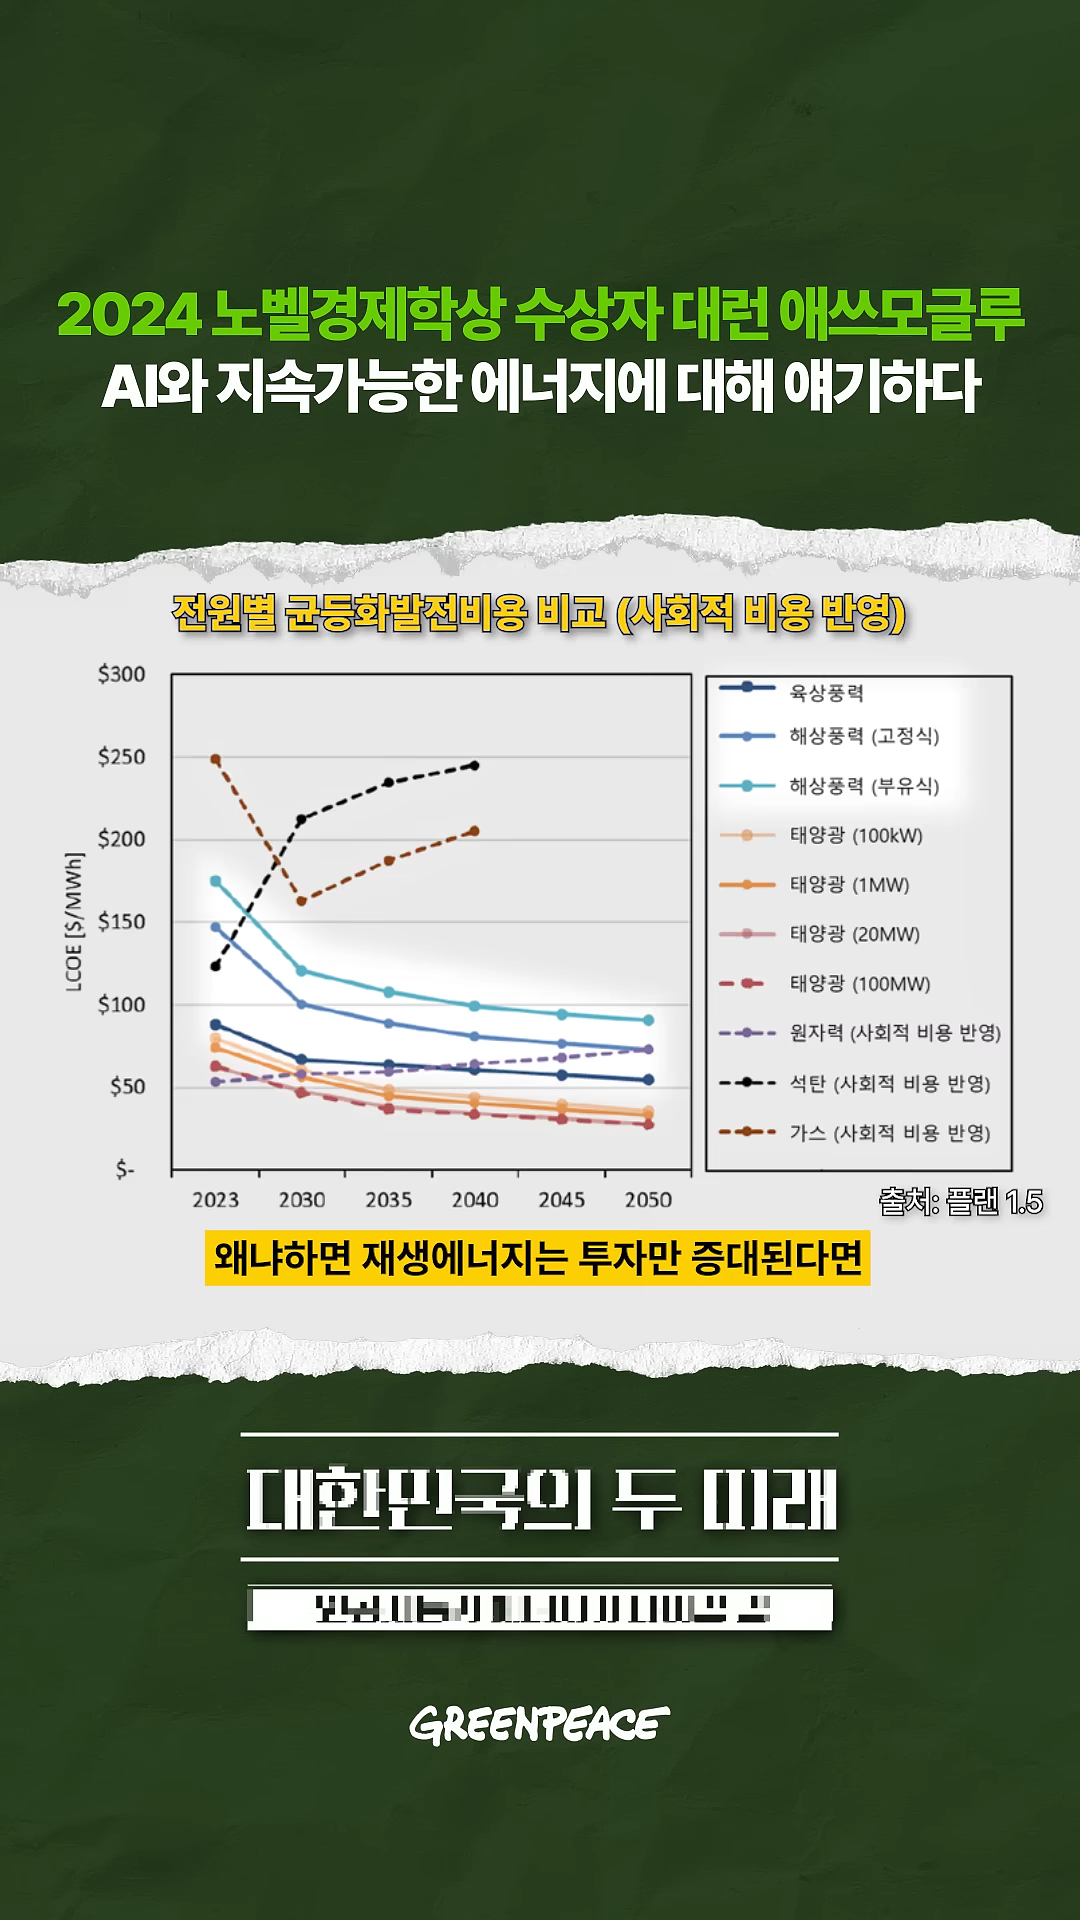 2024 노벨경제학상 수상자 대런 애쓰모글루
AI와 지속가능한 에너지에 대해 얘기하다
전원별 균등화발전비용 비교 (사회적 비용 반영)
LCOE [$/MWh]
$300
$250
$200
$150
$100
$50
$-
2023 2030 2035 2040 2045 2050
육상풍력
해상풍력 (고정식)
해상풍력 (부유식)
태양광 (100kW)
태양광 (1MW)
태양광 (20MW)
태양광 (100MW)
원자력 (사회적 비용 반영)
석탄 (사회적 비용 반영)
가스 (사회적 비용 반영)
출처: 플랜 1.5
왜냐하면 재생에너지는 투자만 증대된다면
대한민국의 두 미래
GREENPEACE